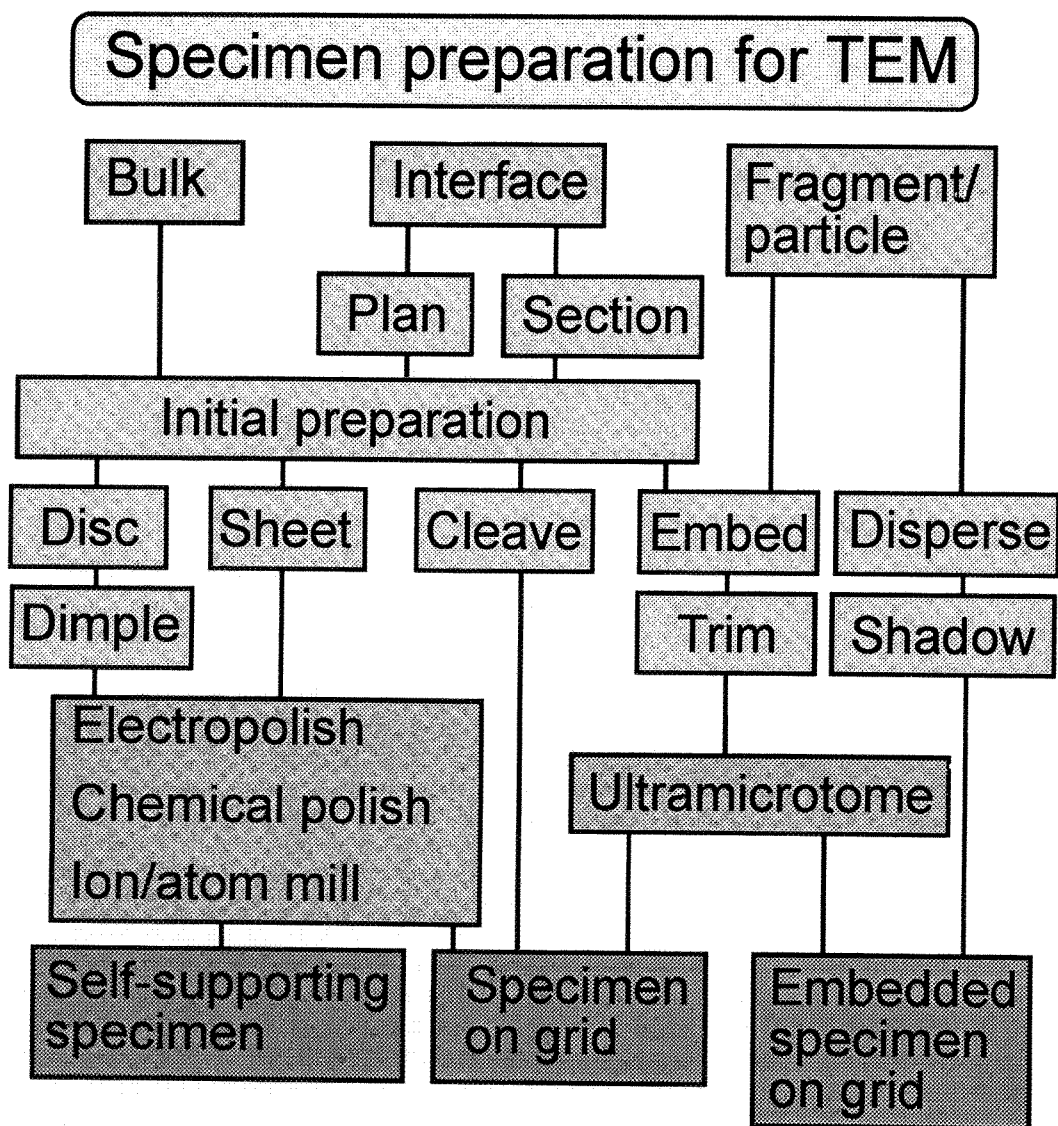 Specimen preparation for TEM
Bulk
Interface
Fragment/
particle
Plan
Section
Initial preparation
Disc
Sheet
Cleave
Embed
Disperse
Dimple
Trim
Shadow
Electropolish
Chemical polish
Ion/atom mill
Ultramicrotome
Self-supporting
specimen
Specimen
on grid
Embedded
specimen
on grid